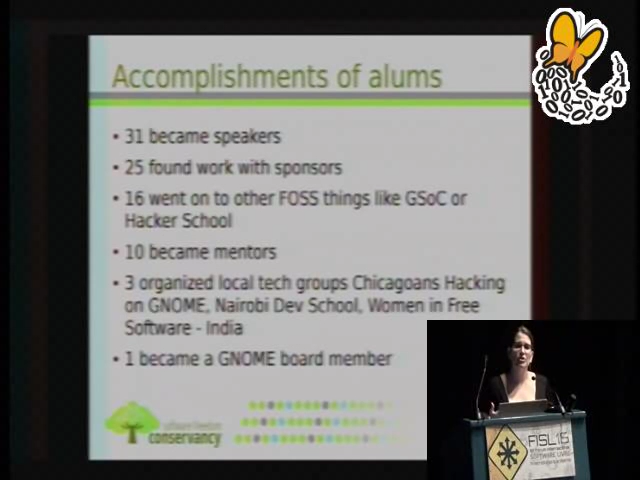 Accomplishments of alums
• 31 became speakers
• 25 found work with sponsors
• 16 went on to other FOSS things like GSoC or
Hacker School
• 10 became mentors
• 3 organized local tech groups Chicagoans Hacking
on GNOME, Nairobi Dev School, Women in Free
Software - India
• 1 became a GNOME board member
software freedom
conservancy
FISL15
SOFTWARE LIVRE